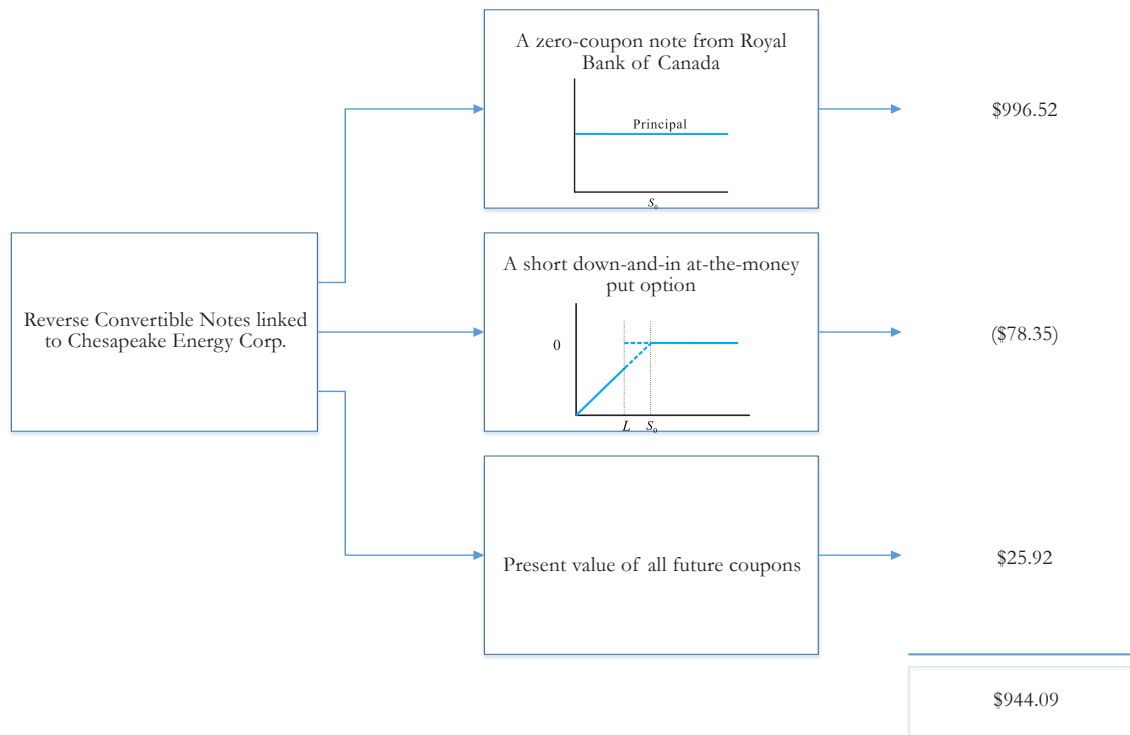 A zero-coupon note from Royal
Bank of Canada
Principal
S₀
$996.52
Reverse Convertible Notes linked
to Chesapeake Energy Corp.
A short down-and-in at-the-money
put option
0
L S₀
($78.35)
Present value of all future coupons
$25.92
$944.09